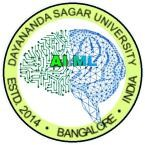 DAYANANDA SAGAR UNIVERSITY
AI ML
ESTD. 2014 • BANGALORE • INDIA